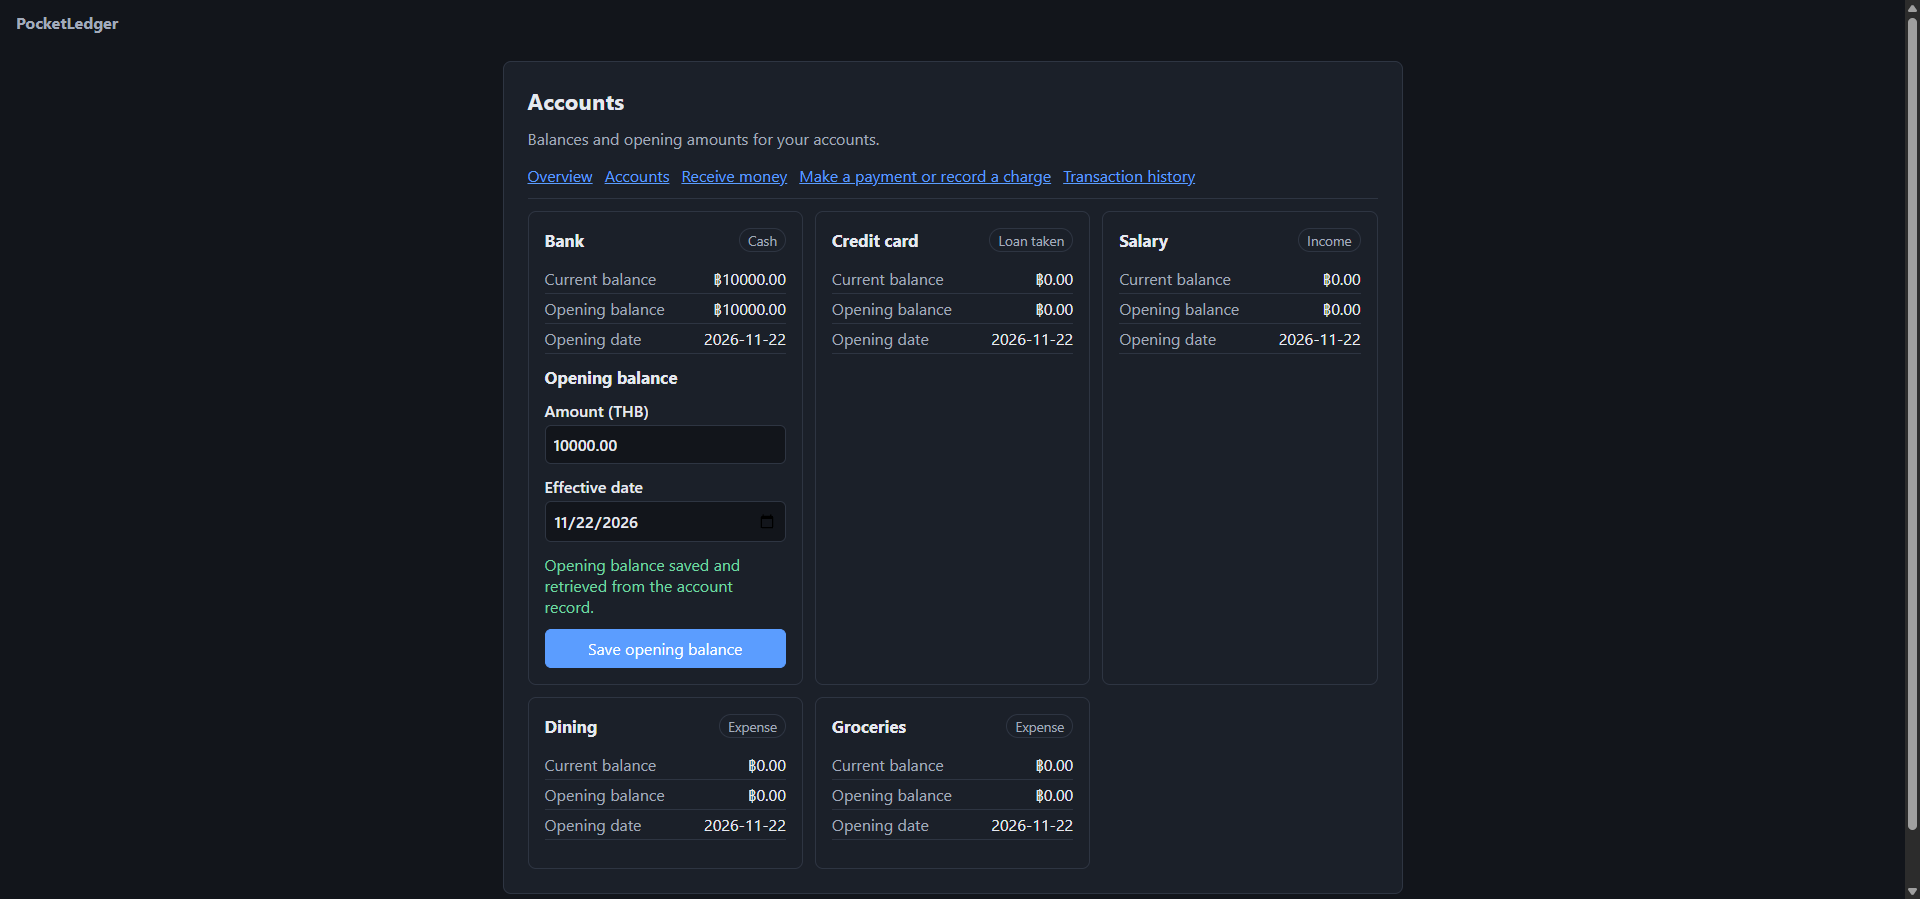 PocketLedger
Accounts
Balances and opening amounts for your accounts.
Overview Accounts Receive money Make a payment or record a charge Transaction history
Bank Cash
Current balance ฿10000.00
Opening balance ฿10000.00
Opening date 2026-11-22
Opening balance
Amount (THB)
10000.00
Effective date
11/22/2026
Opening balance saved and
retrieved from the account
record.
Save opening balance
Credit card Loan taken
Current balance ฿0.00
Opening balance ฿0.00
Opening date 2026-11-22
Salary Income
Current balance ฿0.00
Opening balance ฿0.00
Opening date 2026-11-22
Dining Expense
Current balance ฿0.00
Opening balance ฿0.00
Opening date 2026-11-22
Groceries Expense
Current balance ฿0.00
Opening balance ฿0.00
Opening date 2026-11-22